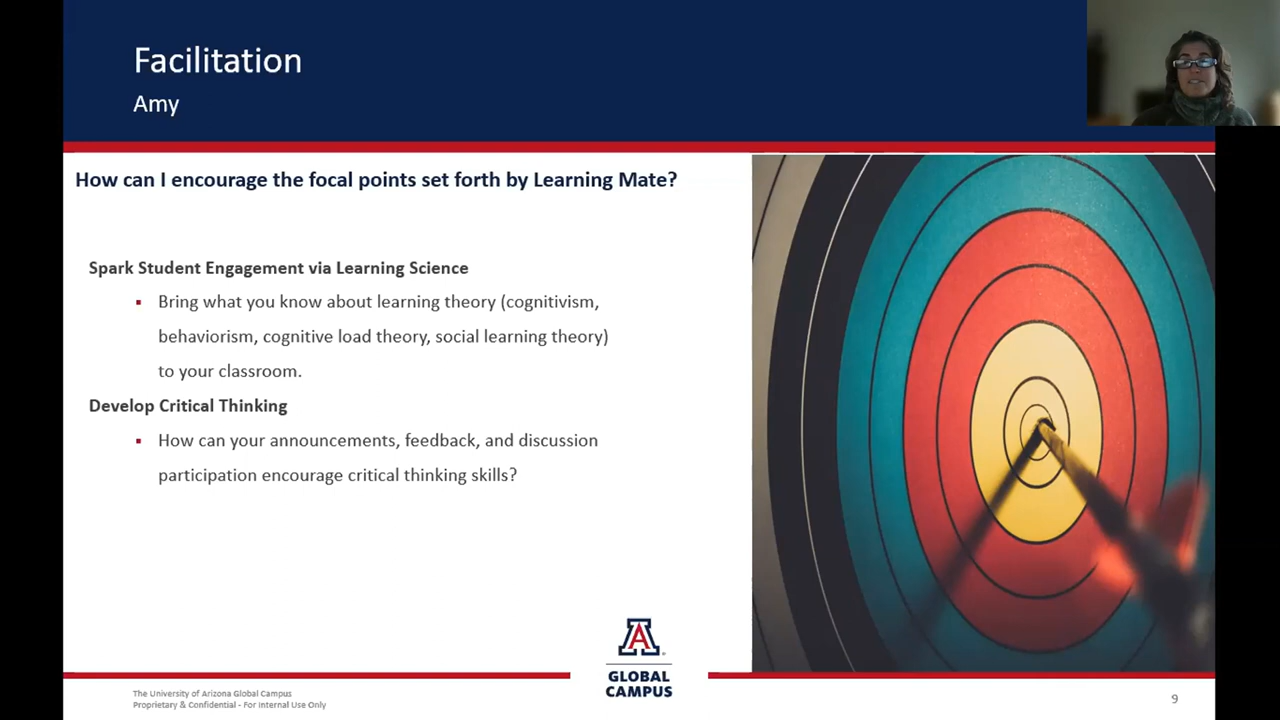 Facilitation
Amy
How can I encourage the focal points set forth by Learning Mate?
Spark Student Engagement via Learning Science
▪ Bring what you know about learning theory (cognitivism,
behaviorism, cognitive load theory, social learning theory)
to your classroom.
Develop Critical Thinking
▪ How can your announcements, feedback, and discussion
participation encourage critical thinking skills?
A
GLOBAL
CAMPUS
The University of Arizona Global Campus
Proprietary & Confidential - For Internal Use Only
9